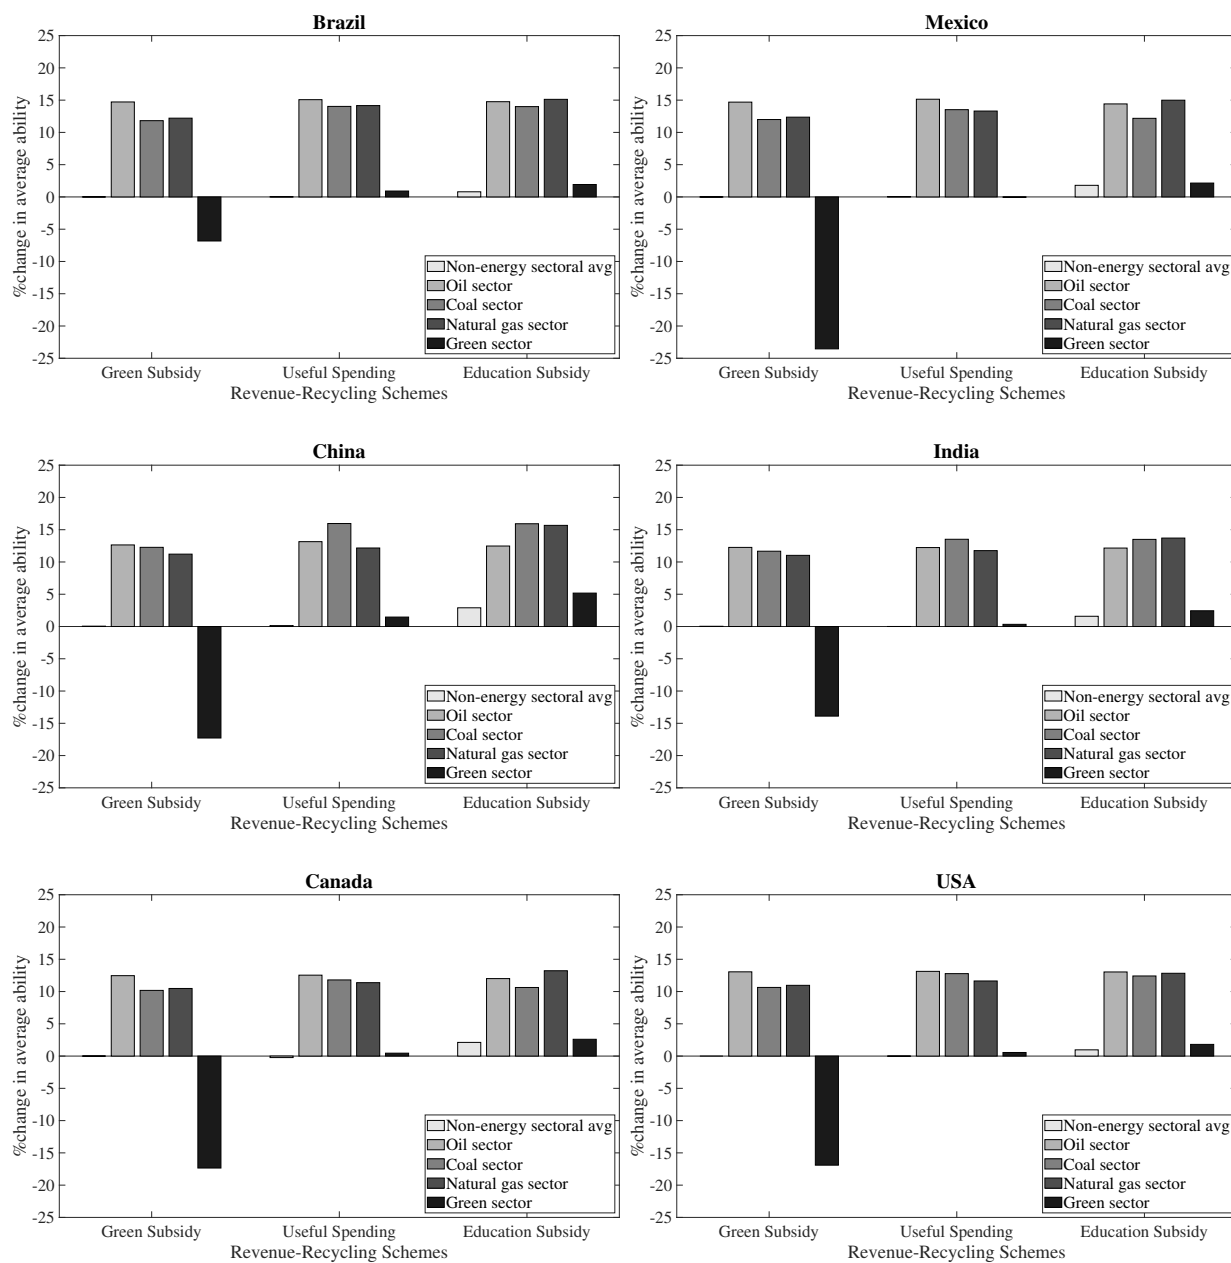 Brazil
25
20
15
10
5
0
-5
-10
-15
-20
-25
%change in average ability
Non-energy sectoral avg
Oil sector
Coal sector
Natural gas sector
Green sector
Green Subsidy
Useful Spending
Education Subsidy
Revenue-Recycling Schemes
Mexico
25
20
15
10
5
0
-5
-10
-15
-20
-25
%change in average ability
Non-energy sectoral avg
Oil sector
Coal sector
Natural gas sector
Green sector
Green Subsidy
Useful Spending
Education Subsidy
Revenue-Recycling Schemes
China
25
20
15
10
5
0
-5
-10
-15
-20
-25
%change in average ability
Non-energy sectoral avg
Oil sector
Coal sector
Natural gas sector
Green sector
Green Subsidy
Useful Spending
Education Subsidy
Revenue-Recycling Schemes
India
25
20
15
10
5
0
-5
-10
-15
-20
-25
%change in average ability
Non-energy sectoral avg
Oil sector
Coal sector
Natural gas sector
Green sector
Green Subsidy
Useful Spending
Education Subsidy
Revenue-Recycling Schemes
Canada
25
20
15
10
5
0
-5
-10
-15
-20
-25
%change in average ability
Non-energy sectoral avg
Oil sector
Coal sector
Natural gas sector
Green sector
Green Subsidy
Useful Spending
Education Subsidy
Revenue-Recycling Schemes
USA
25
20
15
10
5
0
-5
-10
-15
-20
-25
%change in average ability
Non-energy sectoral avg
Oil sector
Coal sector
Natural gas sector
Green sector
Green Subsidy
Useful Spending
Education Subsidy
Revenue-Recycling Schemes